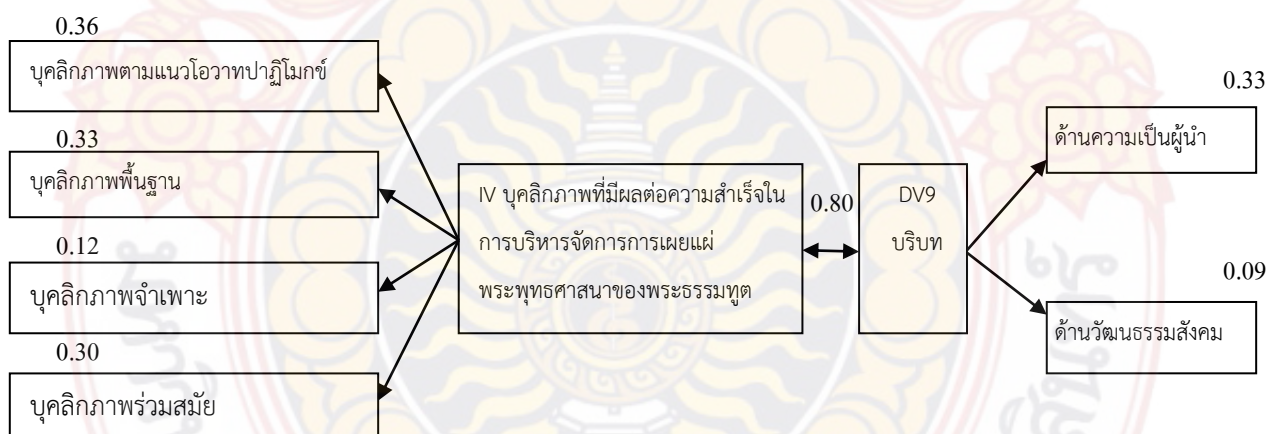 0.36
บุคลิกภาพตามแนวโอวาทปาฏิโมกข์
0.33
บุคลิกภาพพื้นฐาน
0.12
บุคลิกภาพจำเพาะ
0.30
บุคลิกภาพร่วมสมัย
IV บุคลิกภาพที่มีผลต่อความสำเร็จใน
การบริหารจัดการการเผยแผ่
พระพุทธศาสนาของพระธรรมทูต
0.80
DV9
บริบท
0.33
ด้านความเป็นผู้นำ
0.09
ด้านวัฒนธรรมสังคม